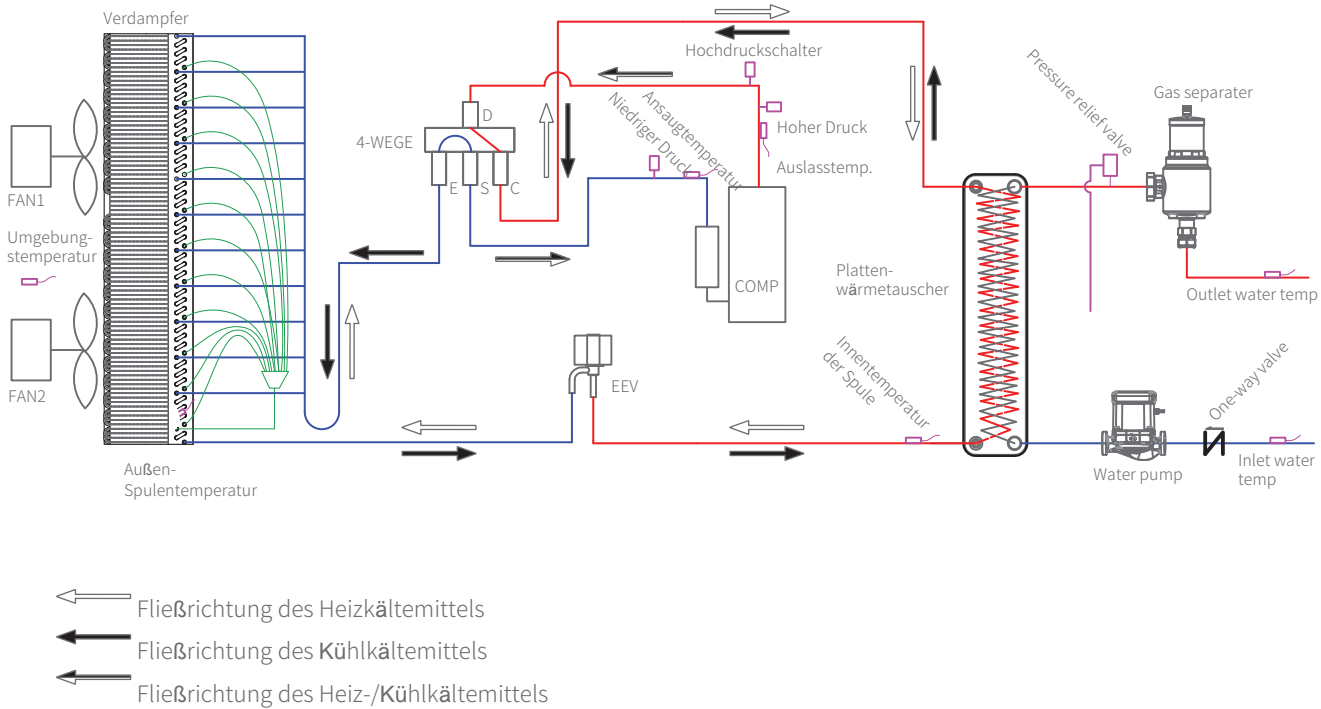 Verdampfer
Hochdruckschalter
Pressure relief valve
Gas separater
D
4-WEGE
Ansaugtemperatur
Niedriger Druck
Hoher Druck
Auslasstemp.
E
S
C
FAN1
Umgebung-
stemperatur
COMP
Platten-
wärmetauscher
Outlet water temp
FAN2
EEV
Innentemperatur
der Spule
One-way valve
Water pump
Inlet water
temp
Außen-
Spulentemperatur
Fließrichtung des Heizkältemittels
Fließrichtung des Kühlkältemittels
Fließrichtung des Heiz-/Kühlkältemittels